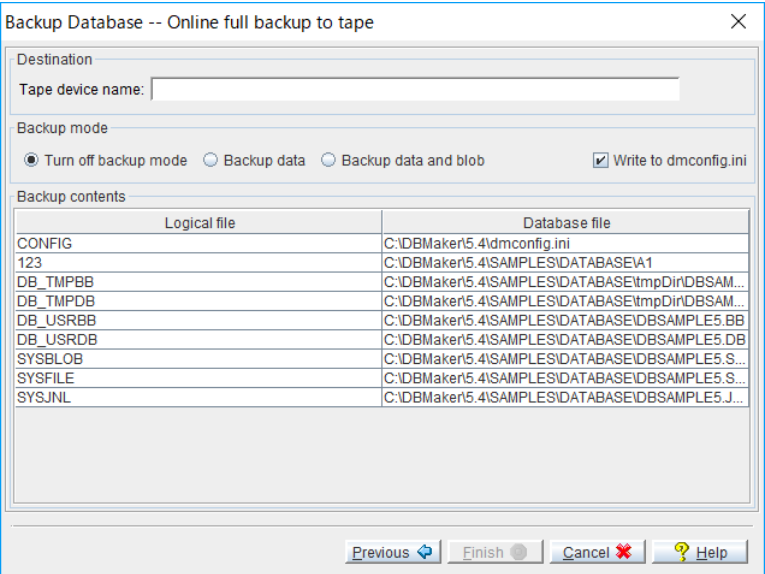 Backup Database -- Online full backup to tape
Destination
Tape device name:
Backup mode
Turn off backup mode Backup data Backup data and blob Write to dmconfig.ini
Backup contents
Logical file Database file
CONFIG C:\DBMaker\5.4\dmconfig.ini
123 C:\DBMaker\5.4\SAMPLES\DATABASE\A1
DB_TMPBB C:\DBMaker\5.4\SAMPLES\DATABASE\tmpDir\DBSAM...
DB_TMPDB C:\DBMaker\5.4\SAMPLES\DATABASE\tmpDir\DBSAM...
DB_USRBB C:\DBMaker\5.4\SAMPLES\DATABASE\DBSAMPLE5.BB
DB_USRDB C:\DBMaker\5.4\SAMPLES\DATABASE\DBSAMPLE5.DB
SYSBLOB C:\DBMaker\5.4\SAMPLES\DATABASE\DBSAMPLE5.S...
SYSFILE C:\DBMaker\5.4\SAMPLES\DATABASE\DBSAMPLE5.S...
SYSJNL C:\DBMaker\5.4\SAMPLES\DATABASE\DBSAMPLE5.J...
Previous Finish Cancel Help